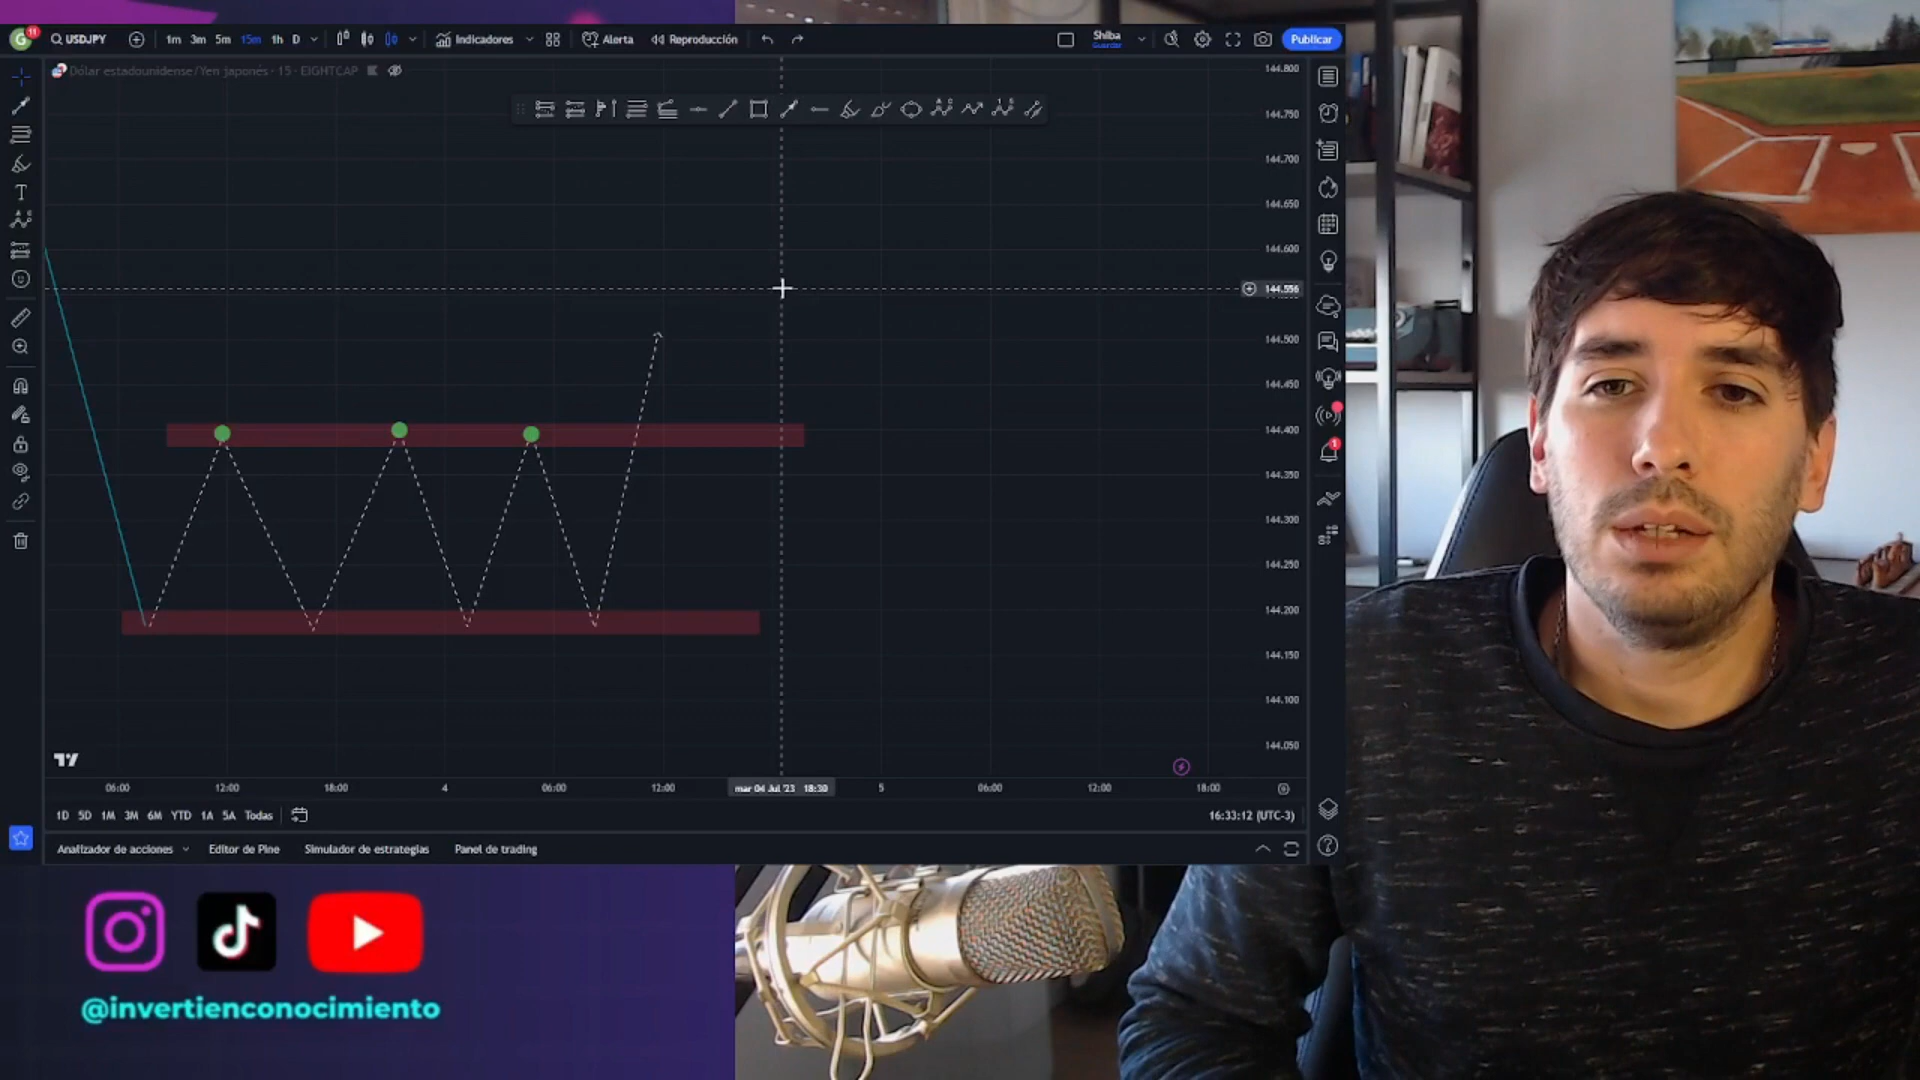 G 11 USDJPY 1m 3m 5m 15m 1h D Indicadores Alerta Reproducción Shiba Guardar Publicar
Dólar estadounidense/Yen japonés · 15 · EIGHTCAP
144.800
144.750
144.700
144.650
144.600
144.556
144.500
144.450
144.400
144.350
144.300
144.250
144.200
144.150
144.100
144.050
T
1
06:00 12:00 18:00 4 06:00 12:00 mar 04 Jul '23 18:30 5 06:00 12:00 18:00
1D 5D 1M 3M 6M YTD 1A 5A Todas 16:33:12 (UTC-3)
Analizador de acciones Editor de Pine Simulador de estrategias Panel de trading
@invertienconocimiento